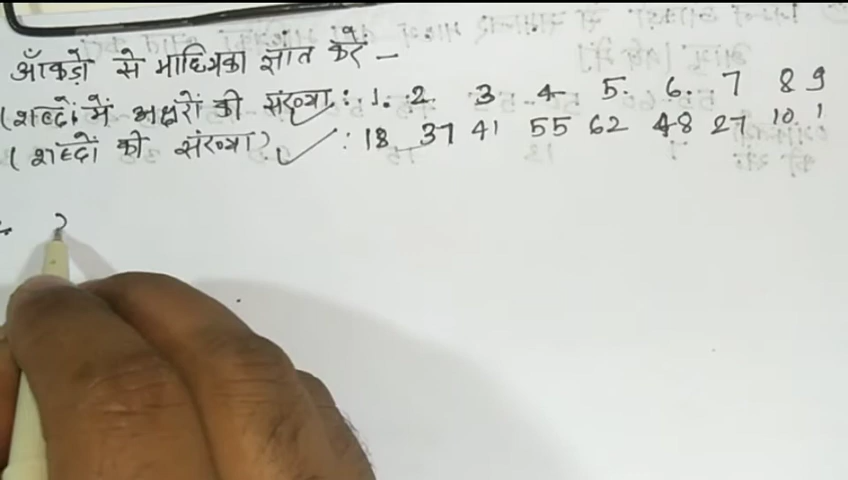 आँकड़ों से माध्यिका ज्ञात करें -
(शब्दों में अक्षरों की संख्या : 1. 2. 3 4 5. 6. 7 8 9
(शब्दों की संख्या) : 18 37 41 55 62 48 27 10 1